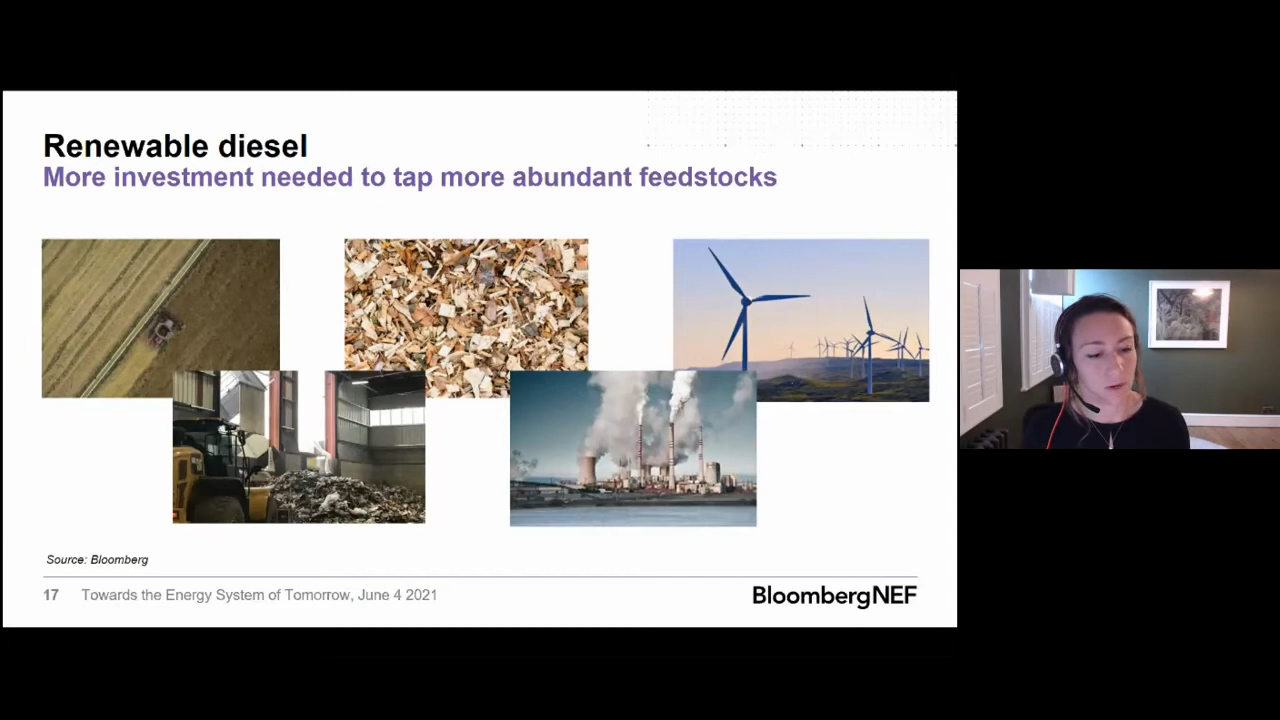 Renewable diesel
More investment needed to tap more abundant feedstocks
Source: Bloomberg
17 Towards the Energy System of Tomorrow, June 4 2021
BloombergNEF